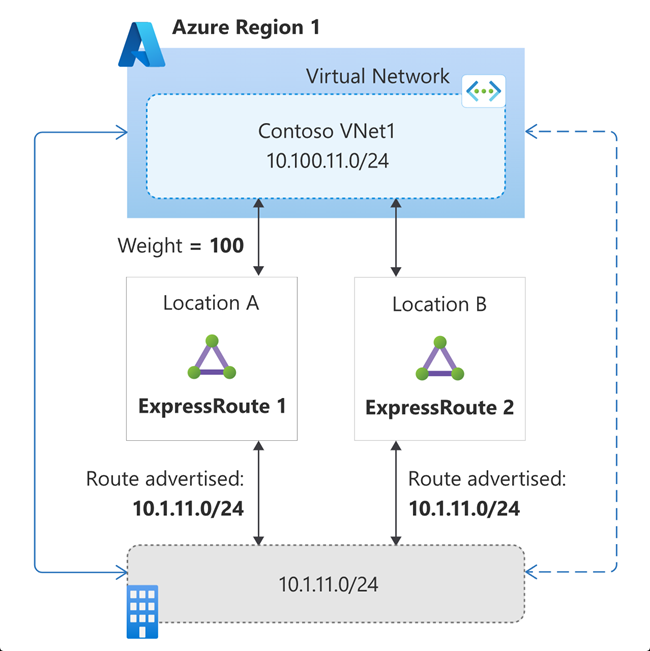 Azure Region 1
Virtual Network
Contoso VNet1
10.100.11.0/24
Weight = 100
Location A
ExpressRoute 1
Location B
ExpressRoute 2
Route advertised:
10.1.11.0/24
Route advertised:
10.1.11.0/24
10.1.11.0/24